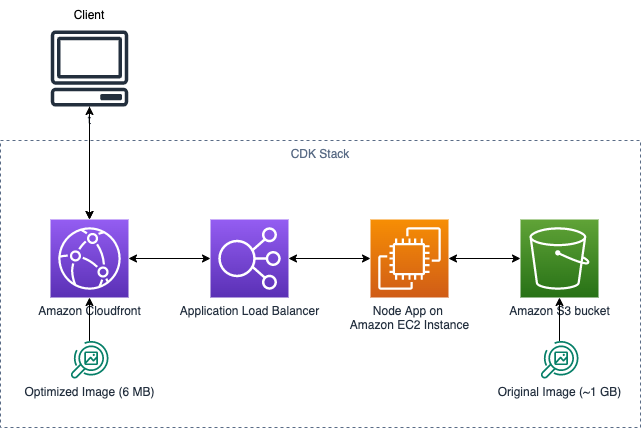 Client
CDK Stack
Amazon Cloudfront
Application Load Balancer
Node App on
Amazon EC2 Instance
Amazon S3 bucket
Optimized Image (6 MB)
Original Image (~1 GB)